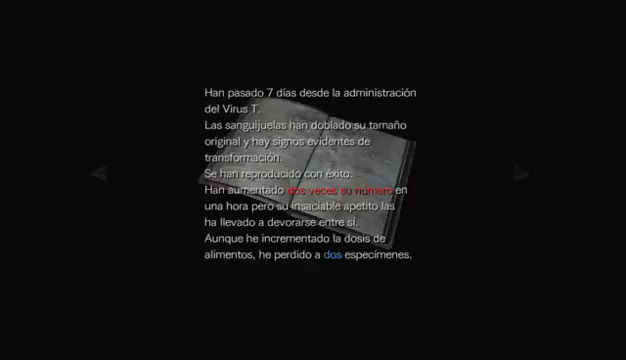 Han pasado 7 días desde la administración
del Virus T.
Las sanguijuelas han doblado su tamaño
original y hay signos evidentes de
transformación.
Se han reproducido con éxito.
Han aumentado dos veces su número en
una hora pero su insaciable apetito las
ha llevado a devorarse entre sí.
Aunque he incrementado la dosis de
alimentos, he perdido a dos especímenes.